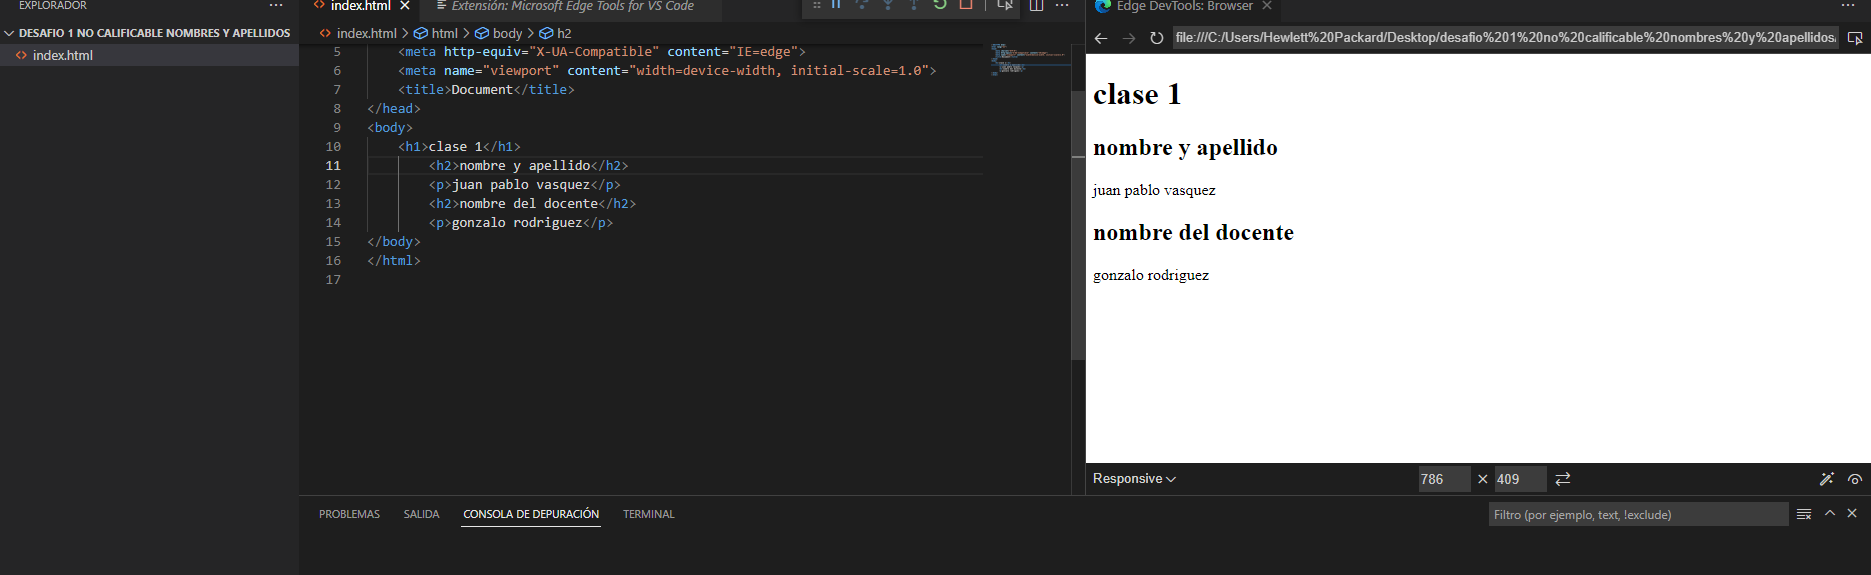 EXPLORADOR
DESAFIO 1 NO CALIFICABLE NOMBRES Y APELLIDOS
index.html
index.html
Extensión: Microsoft Edge Tools for VS Code
index.html > html > body > h2
5 <meta http-equiv="X-UA-Compatible" content="IE=edge">
6 <meta name="viewport" content="width=device-width, initial-scale=1.0">
7 <title>Document</title>
8 </head>
9 <body>
10 <h1>clase 1</h1>
11 <h2>nombre y apellido</h2>
12 <p>juan pablo vasquez</p>
13 <h2>nombre del docente</h2>
14 <p>gonzalo rodriguez</p>
15 </body>
16 </html>
17
Edge DevTools: Browser
file:///C:/Users/Hewlett%20Packard/Desktop/desafio%201%20no%20calificable%20nombres%20y%20apellidos/
clase 1
nombre y apellido
juan pablo vasquez
nombre del docente
gonzalo rodriguez
Responsive 786 × 409
PROBLEMAS SALIDA CONSOLA DE DEPURACIÓN TERMINAL
Filtro (por ejemplo, text, !exclude)